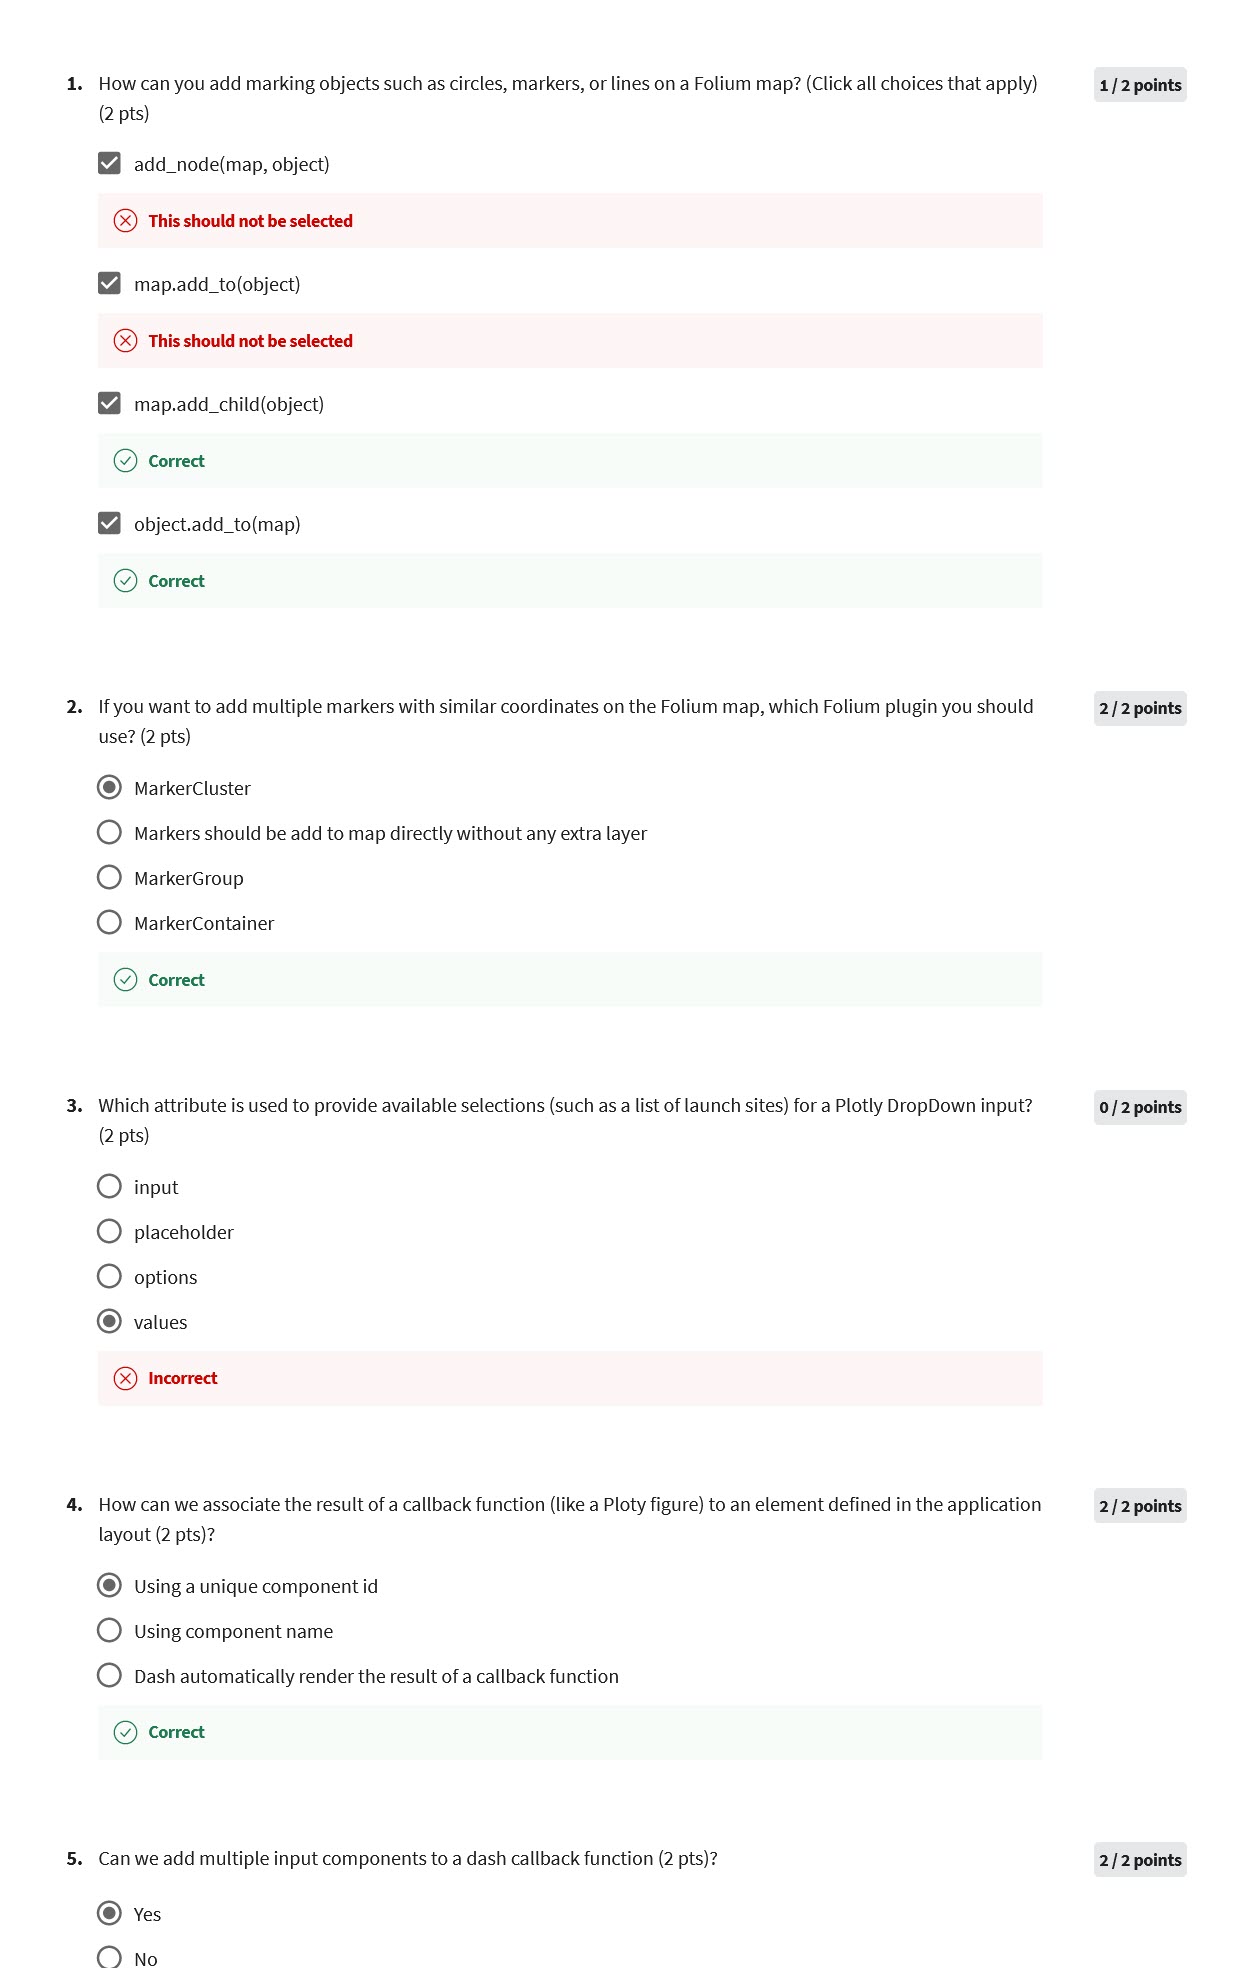 1. How can you add marking objects such as circles, markers, or lines on a Folium map? (Click all choices that apply)
(2 pts)
1 / 2 points
add_node(map, object)
This should not be selected
map.add_to(object)
This should not be selected
map.add_child(object)
Correct
object.add_to(map)
Correct
2. If you want to add multiple markers with similar coordinates on the Folium map, which Folium plugin you should
use? (2 pts)
2 / 2 points
MarkerCluster
Markers should be add to map directly without any extra layer
MarkerGroup
MarkerContainer
Correct
3. Which attribute is used to provide available selections (such as a list of launch sites) for a Plotly DropDown input?
(2 pts)
0 / 2 points
input
placeholder
options
values
Incorrect
4. How can we associate the result of a callback function (like a Ploty figure) to an element defined in the application
layout (2 pts)?
2 / 2 points
Using a unique component id
Using component name
Dash automatically render the result of a callback function
Correct
5. Can we add multiple input components to a dash callback function (2 pts)?
2 / 2 points
Yes
No